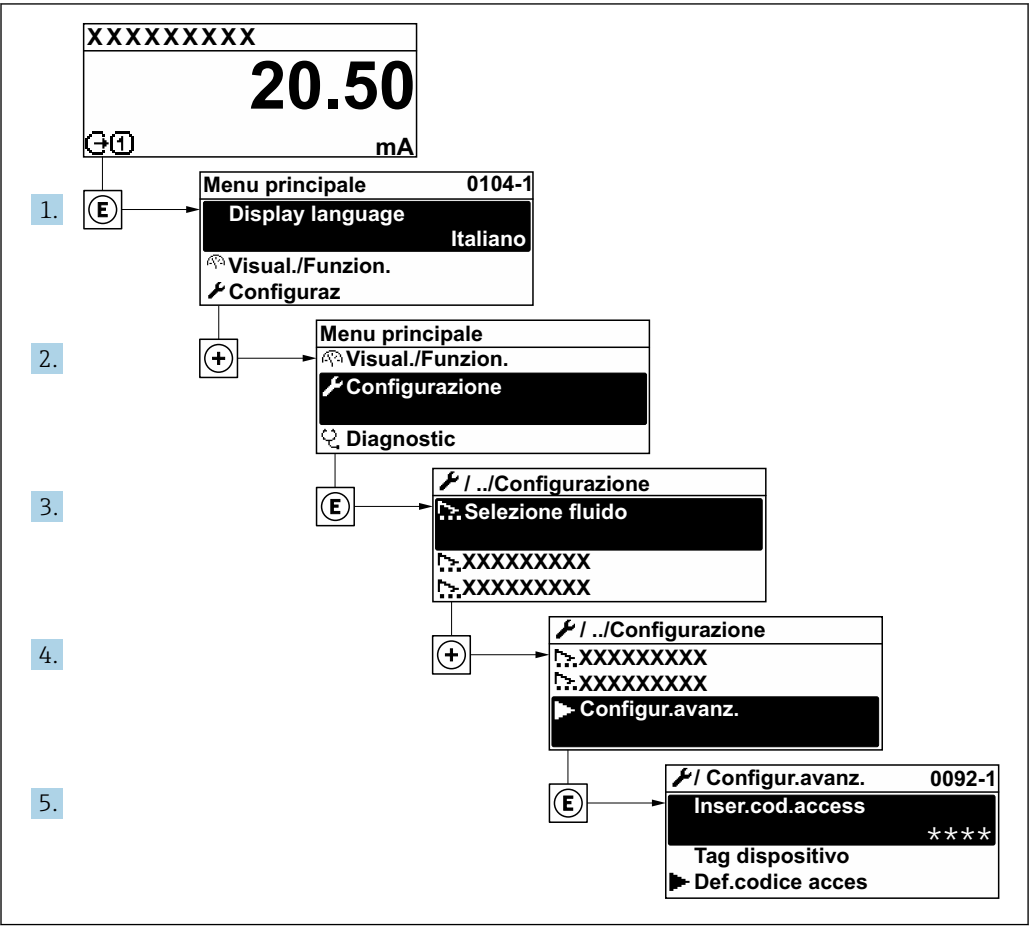 XXXXXXXXX
20.50
1 mA
1.
E
Menu principale 0104-1
Display language
Italiano
Visual./Funzion.
Configuraz
2.
Menu principale
Visual./Funzion.
Configurazione
Diagnostic
3.
E
/ ../Configurazione
Selezione fluido
XXXXXXXXX
XXXXXXXXX
4.
/ ../Configurazione
XXXXXXXXX
XXXXXXXXX
Configur.avanz.
5.
E
/ Configur.avanz. 0092-1
Inser.cod.access
****
Tag dispositivo
Def.codice acces